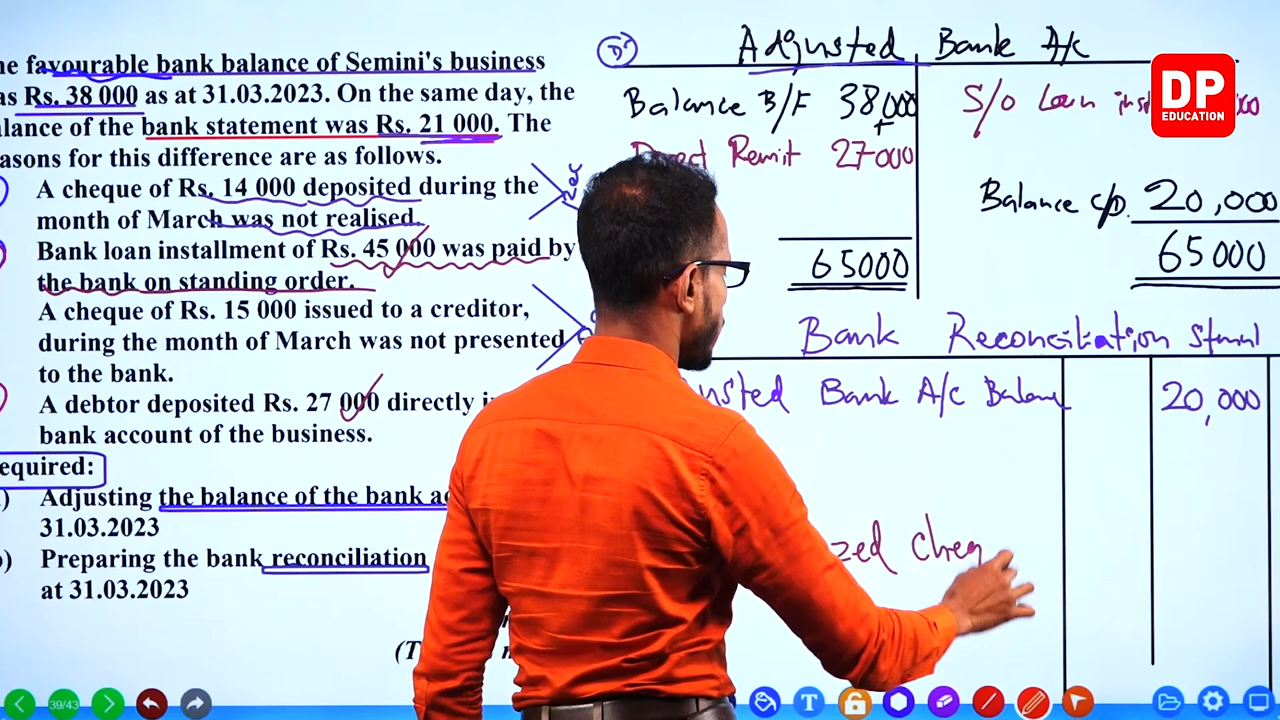 he favourable bank balance of Semini's business
as Rs. 38 000 as at 31.03.2023. On the same day, the
alance of the bank statement was Rs. 21 000. The
easons for this difference are as follows.
A cheque of Rs. 14 000 deposited during the
month of March was not realised.
Bank loan installment of Rs. 45 000 was paid by
the bank on standing order.
A cheque of Rs. 15 000 issued to a creditor,
during the month of March was not presented
to the bank.
A debtor deposited Rs. 27 000 directly i
bank account of the business.
equired:
) Adjusting the balance of the bank ac
31.03.2023
) Preparing the bank reconciliation
at 31.03.2023
(T
Adjusted Bank A/C
Balance B/F 38,000 S/O Loan
Remit 27000
Balance c/D. 20,000
65000 65000
Bank Reconciliation
usted Bank A/C 20,000
zed Cheq
DP
EDUCATION
39/43
T